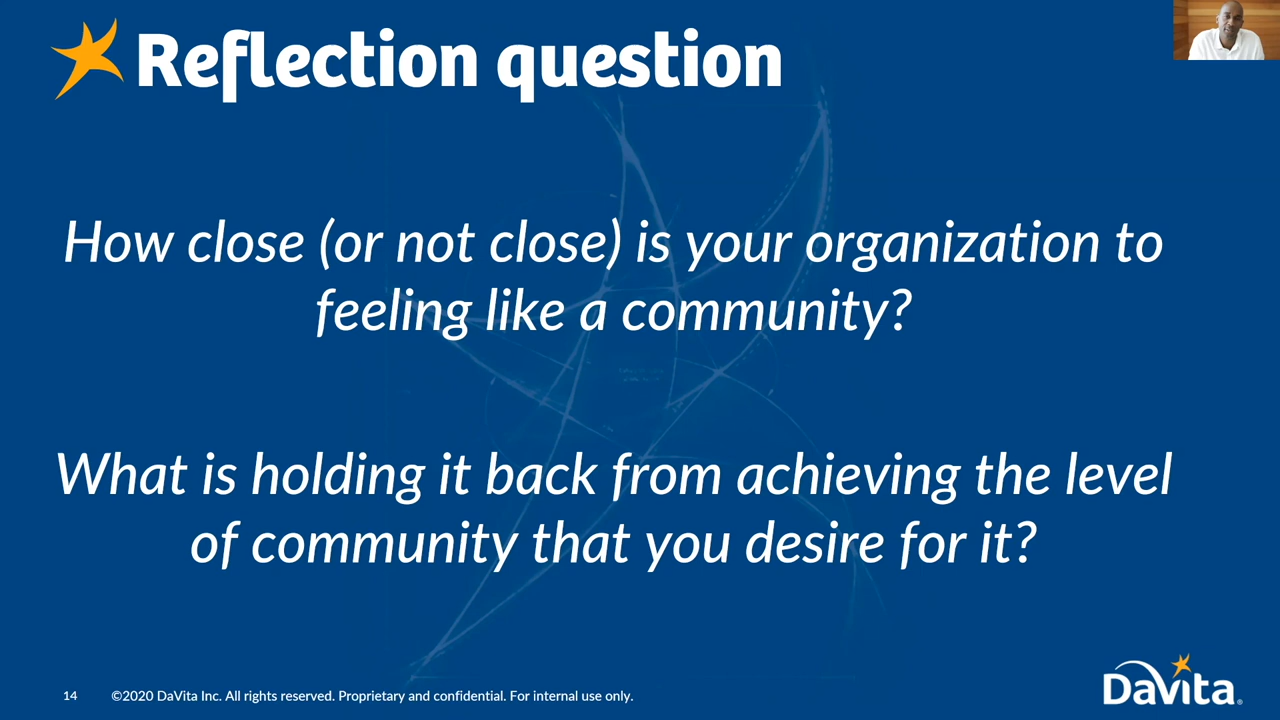 Reflection question
How close (or not close) is your organization to
feeling like a community?
What is holding it back from achieving the level
of community that you desire for it?
14 ©2020 DaVita Inc. All rights reserved. Proprietary and confidential. For internal use only.
DaVita®